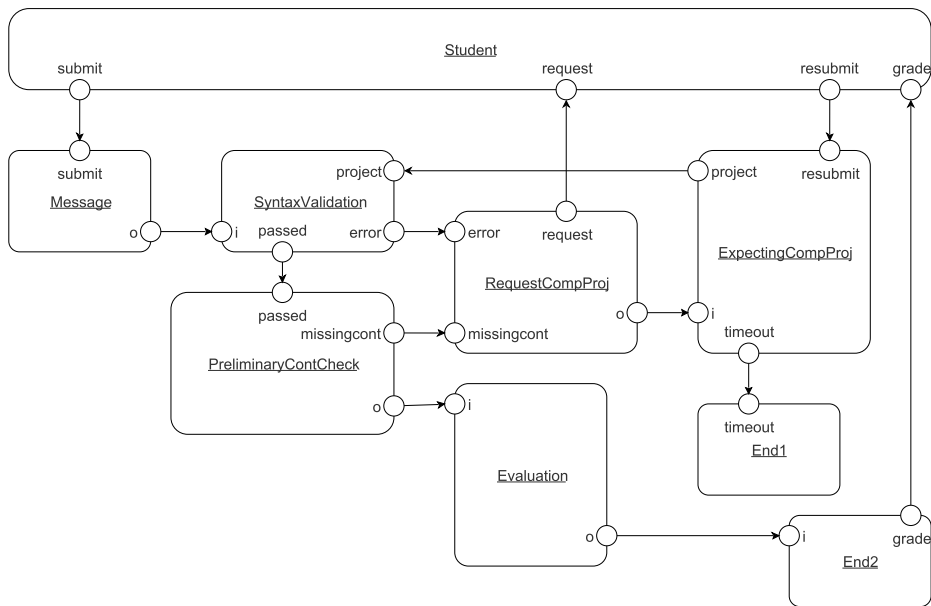 Student
submit
request
resubmit
grade
submit
Message
o
i
project
SyntaxValidation
passed
error
error
request
RequestCompProj
o
missingcont
project
resubmit
ExpectingCompProj
i
timeout
passed
missingcont
PreliminaryContCheck
o
i
Evaluation
o
timeout
End1
i
grade
End2